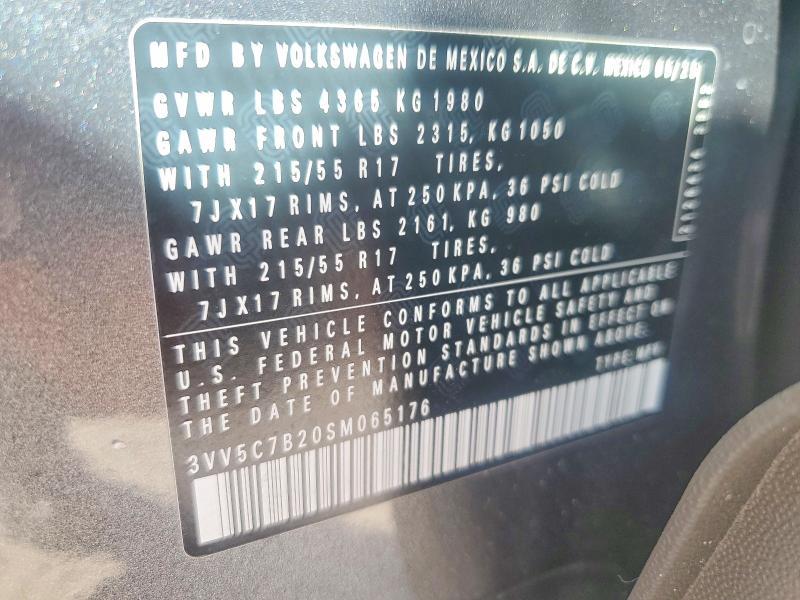 MFD BY VOLKSWAGEN DE MEXICO S.A. DE C.V. MEXICO
GVWR LBS 4365 KG 1980
GAWR FRONT LBS 2315, KG 1050
WITH 215/55 R17 TIRES,
7JX17 RIMS, AT 250 KPA, 36 PSI COLD
GAWR REAR LBS 2161, KG 980
WITH 215/55 R17 TIRES,
7JX17 RIMS, AT 250 KPA, 36 PSI COLD
THIS VEHICLE CONFORMS TO ALL APPLICABLE
U.S. FEDERAL MOTOR VEHICLE SAFETY AND
THEFT PREVENTION STANDARDS IN EFFECT ON
THE DATE OF MANUFACTURE SHOWN ABOVE.
TYPE:
3VV5C7B20SM065176